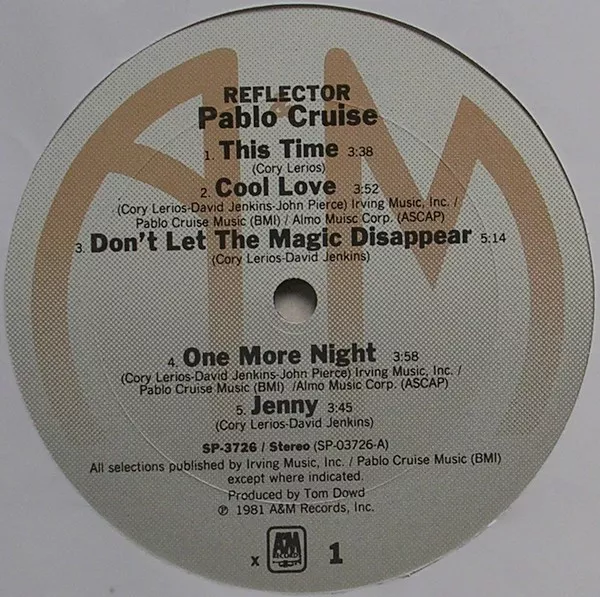 REFLECTOR
Pablo Cruise
1. This Time 3:38
(Cory Lerios)
2. Cool Love 3:52
(Cory Lerios-David Jenkins-John Pierce) Irving Music, Inc. /
Pablo Cruise Music (BMI) / Almo Muisc Corp. (ASCAP)
3. Don't Let The Magic Disappear 5:14
(Cory Lerios-David Jenkins)
4. One More Night 3:58
(Cory Lerios-David Jenkins-John Pierce) Irving Music, Inc. /
Pablo Cruise Music (BMI) /Almo Music Corp. (ASCAP)
5. Jenny 3:45
(Cory Lerios-David Jenkins)
SP-3726 / Stereo (SP-03726-A)
All selections published by Irving Music, Inc. / Pablo Cruise Music (BMI)
except where indicated.
Produced by Tom Dowd
℗ 1981 A&M Records, Inc.
x A&M RECORDS 1